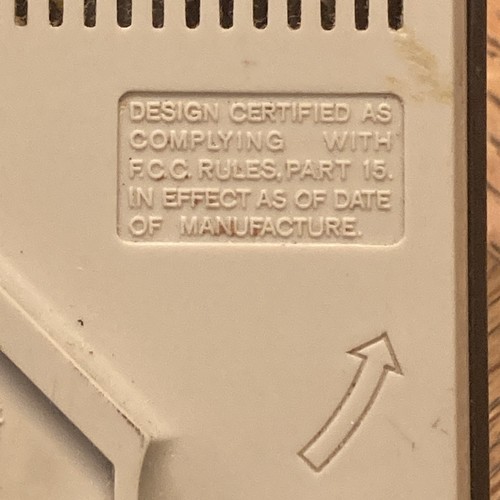 DESIGN CERTIFIED AS
COMPLYING WITH
F.C.C. RULES, PART 15.
IN EFFECT AS OF DATE
OF MANUFACTURE.